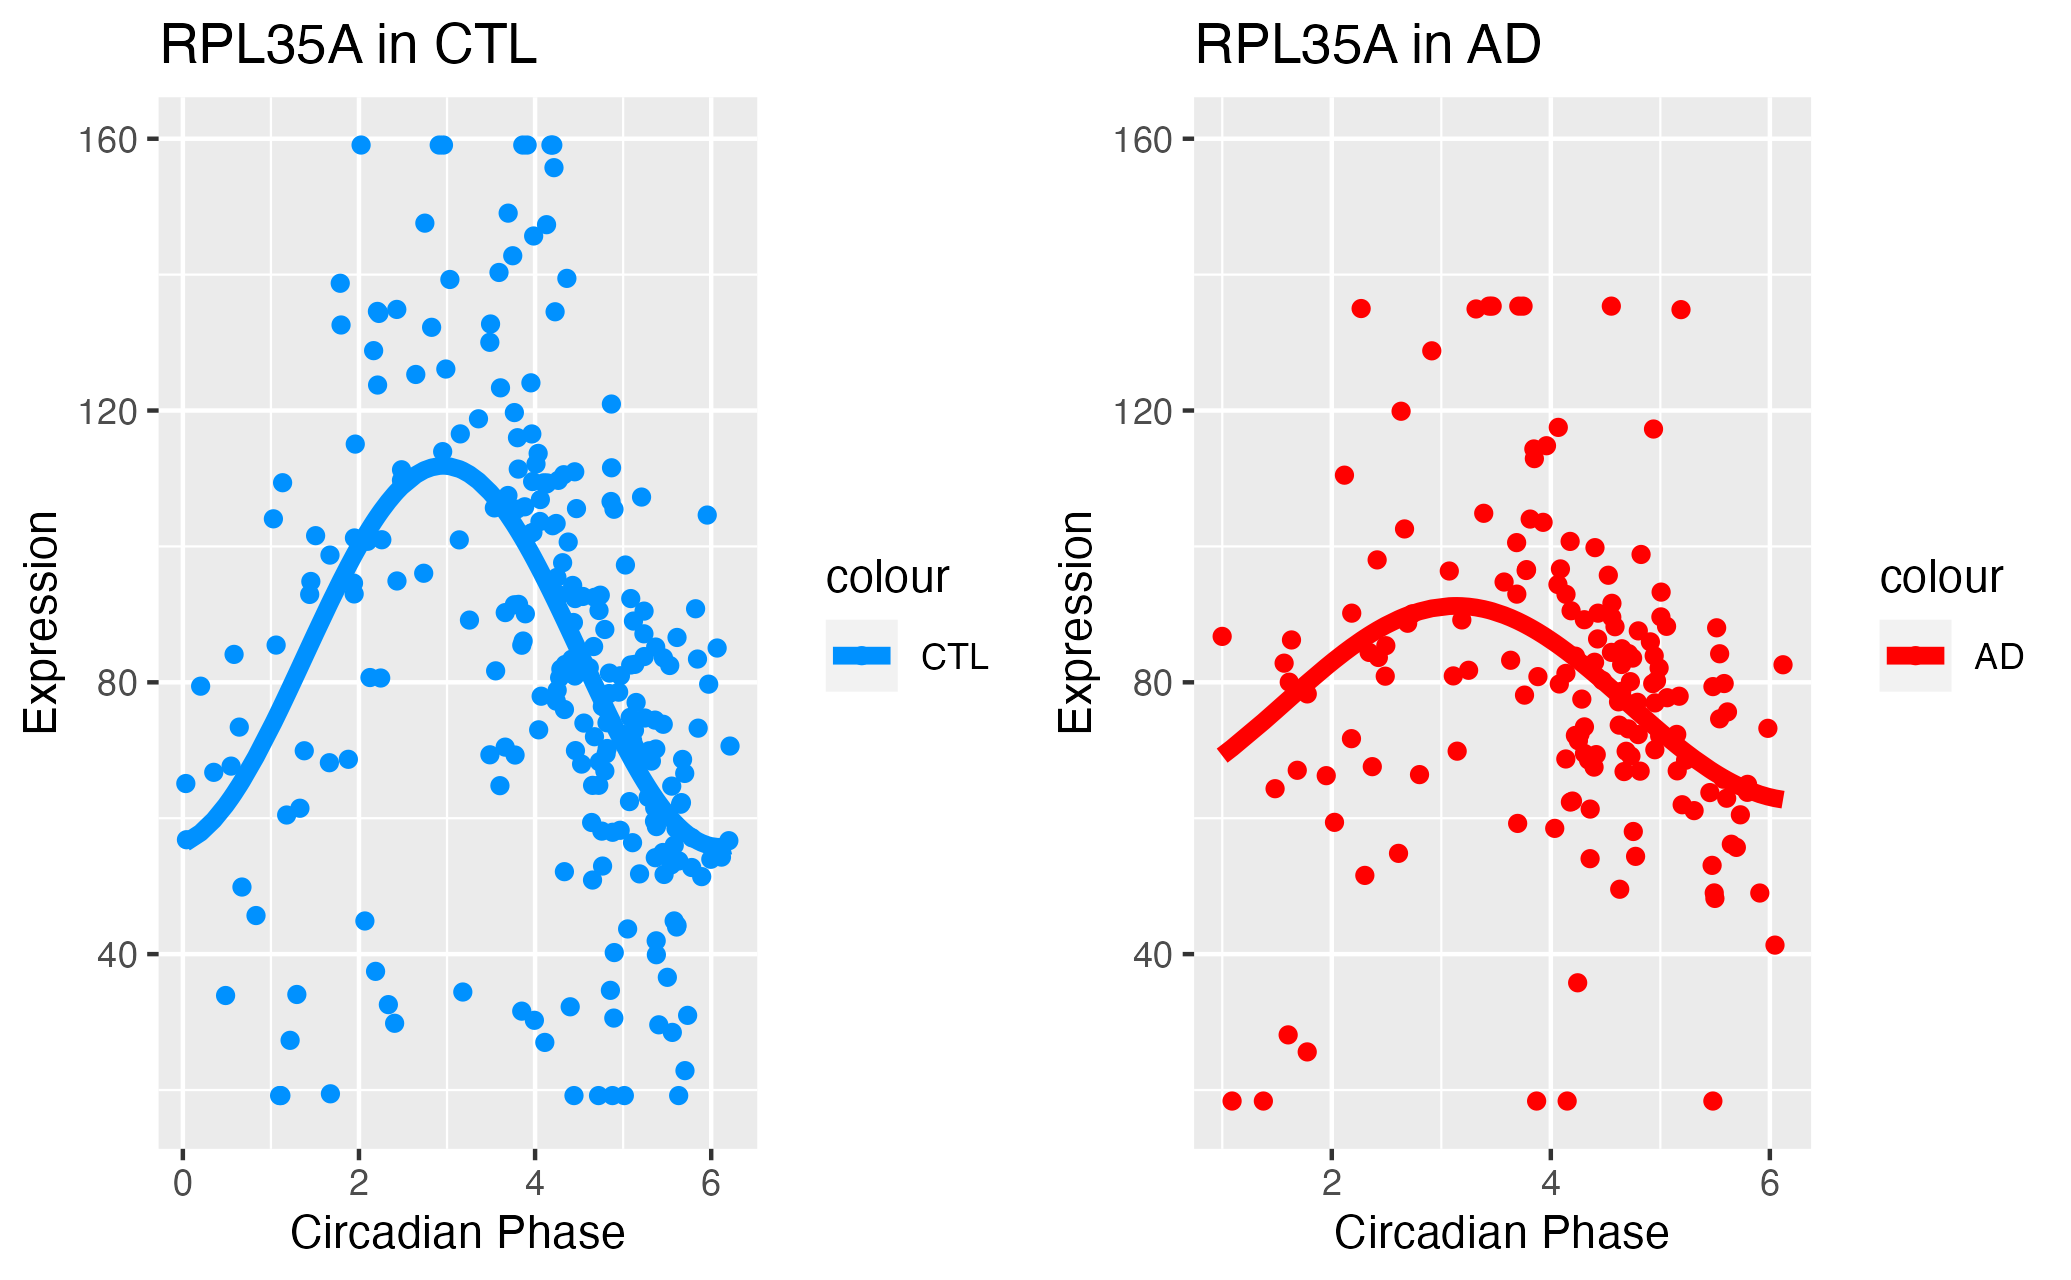 RPL35A in CTL
160
120
80
40
Expression
0 2 4 6
Circadian Phase
colour
CTL
RPL35A in AD
160
120
80
40
Expression
2 4 6
Circadian Phase
colour
AD